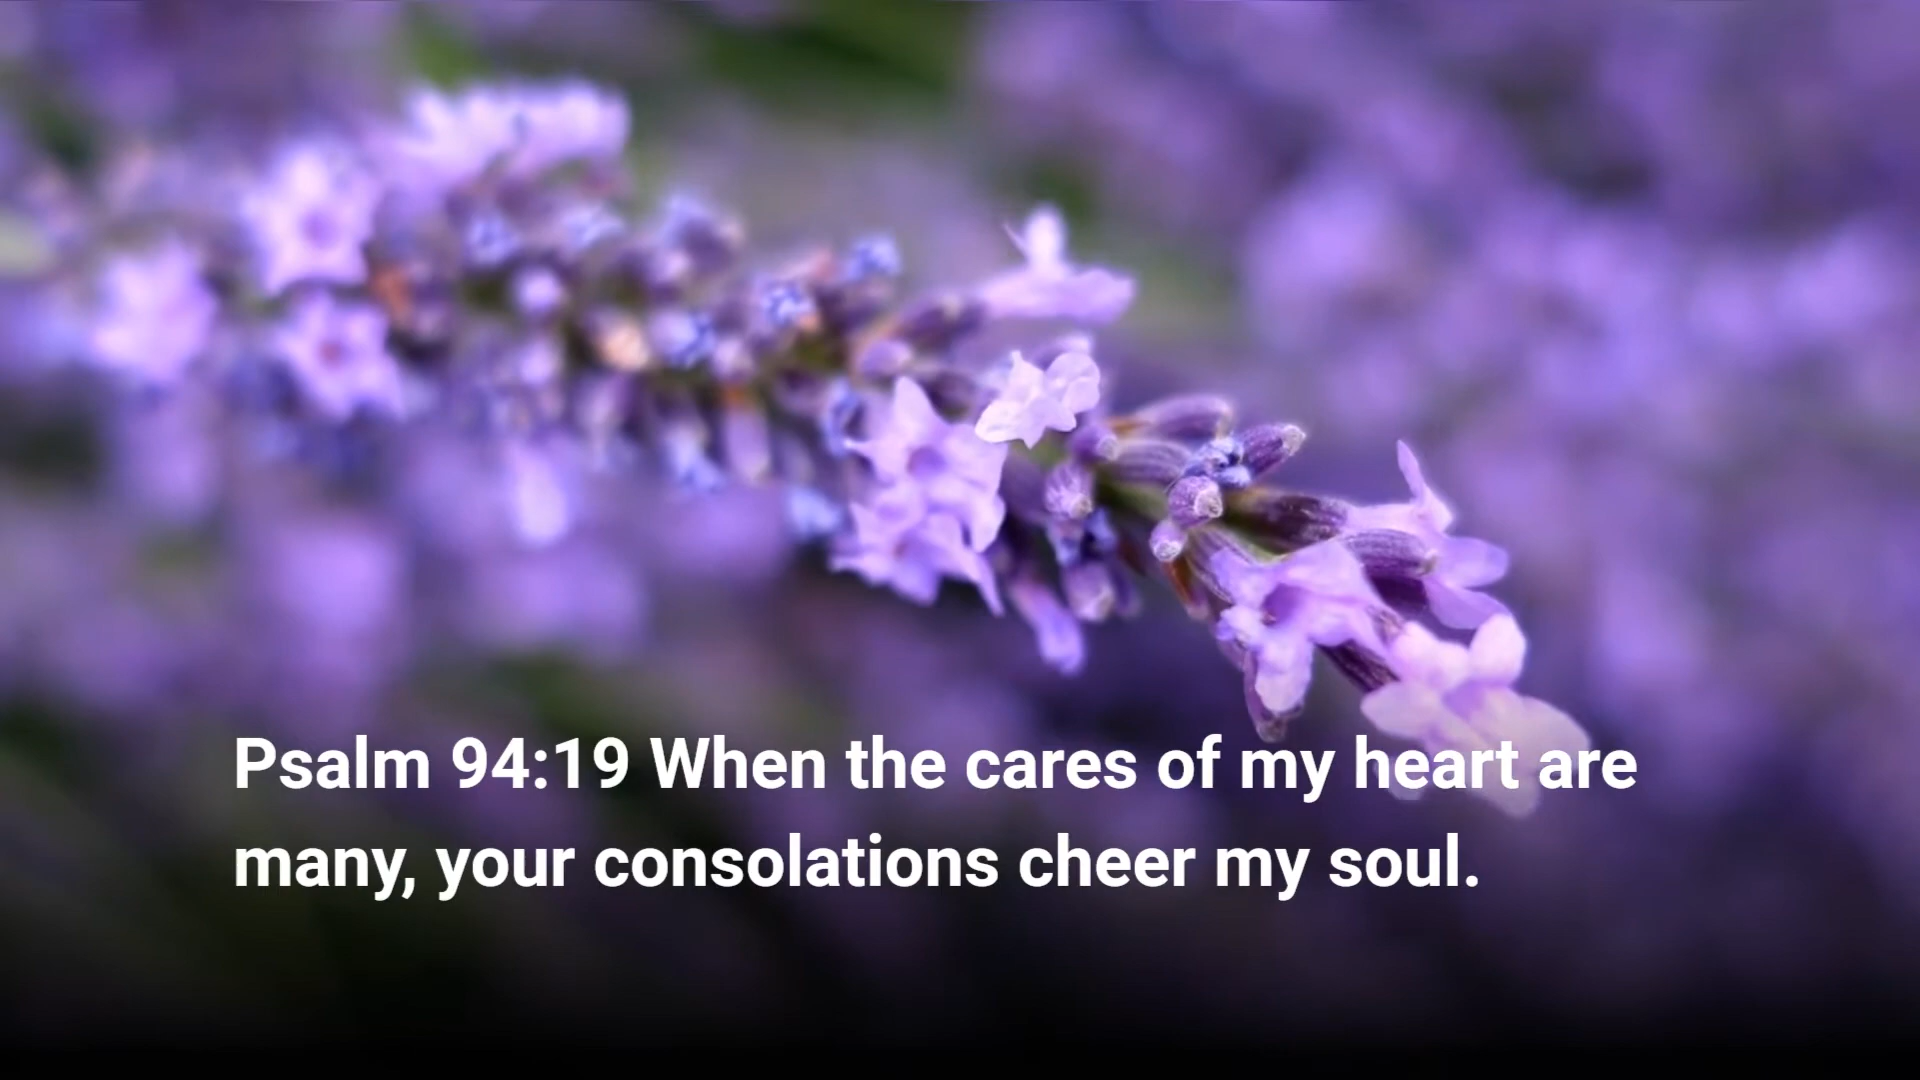 Psalm 94:19 When the cares of my heart are
many, your consolations cheer my soul.